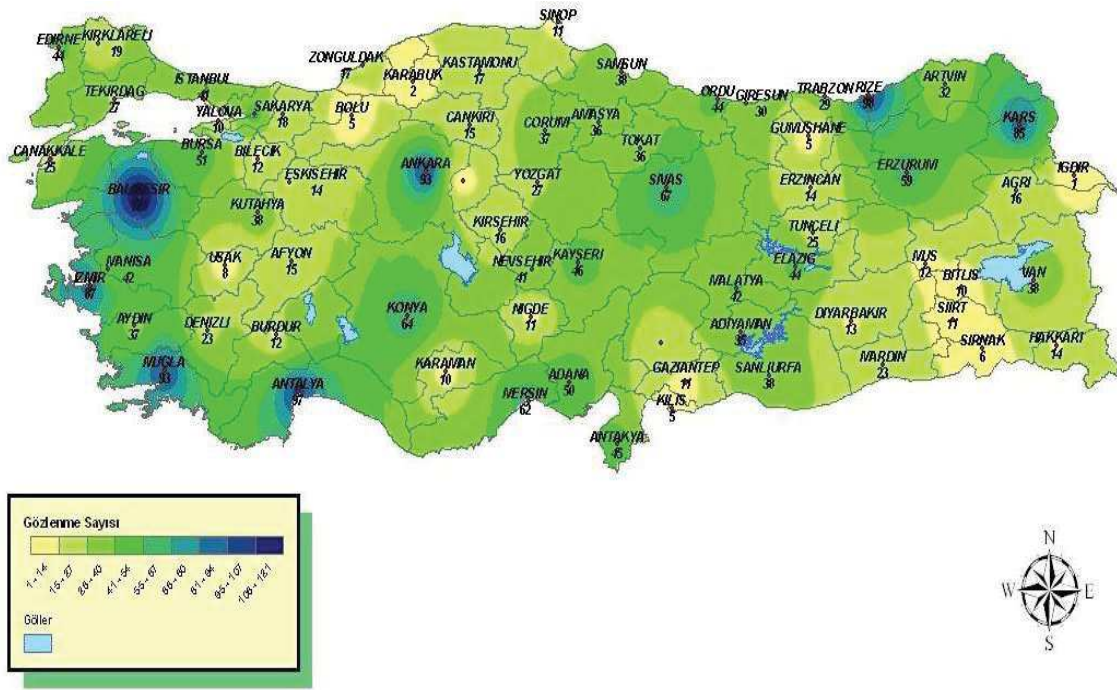 SINOP
11
EDIRNE
44
KIRKLARELI
19
ZONGULDAK
17
KARABUK
2
KASTAMONU
17
SAMSUN
38
TEKIRDAG
27
ISTANBUL
YALOVA
10
SAKARYA
18
BOLU
5
CANKIRI
15
CORUM
37
AMASYA
36
ORDU
44
GIRESUN
30
TRABZON
29
RIZE
ARTVIN
32
KARS
85
CANAKKALE
25
BURSA
51
BILECIK
12
ESKISEHIR
14
ANKARA
93
YOZGAT
27
TOKAT
36
SIVAS
67
GUMUSHANE
5
ERZINCAN
14
ERZURUM
59
IGDIR
1
AGRI
16
BALIKESIR
KUTAHYA
38
KIRSEHIR
16
TUNCELI
25
MANISA
42
USAK
8
AFYON
15
NEVSEHIR
41
KAYSERI
46
ELAZIG
44
MUS
12
BITLIS
10
VAN
38
IZMIR
67
AYDIN
37
DENIZLI
23
BURDUR
12
KONYA
64
NIGDE
11
MALATYA
42
ADIYAMAN
DIYARBAKIR
13
SIIRT
11
SIRNAK
6
HAKKARI
14
MUGLA
93
ANTALYA
97
KARAMAN
10
MERSIN
62
ADANA
50
GAZIANTEP
11
KILIS
5
SANLIURFA
38
MARDIN
23
ANTAKYA
45
Gözlenme Sayısı
1 - 14
15 - 27
28 - 40
41 - 54
55 - 67
68 - 80
81 - 94
95 - 107
108 - 121
Göller
N
W
E
S